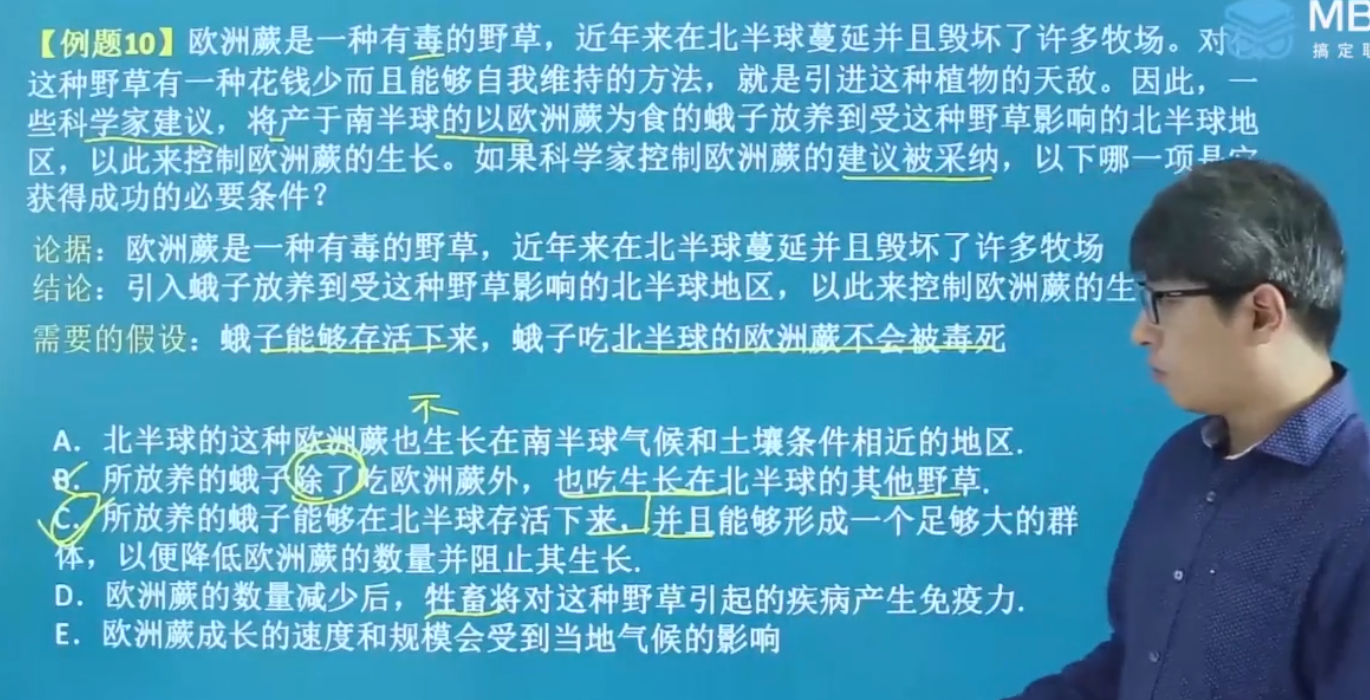 MB
搞定
【例题10】欧洲蕨是一种有毒的野草，近年来在北半球蔓延并且毁坏了许多牧场。对
这种野草有一种花钱少而且能够自我维持的方法，就是引进这种植物的天敌。因此，一
些科学家建议，将产于南半球的以欧洲蕨为食的蛾子放养到受这种野草影响的北半球地
区，以此来控制欧洲蕨的生长。如果科学家控制欧洲蕨的建议被采纳，以下哪一项是它
获得成功的必要条件？
论据：欧洲蕨是一种有毒的野草，近年来在北半球蔓延并且毁坏了许多牧场
结论：引入蛾子放养到受这种野草影响的北半球地区，以此来控制欧洲蕨的生
需要的假设：蛾子能够存活下来，蛾子吃北半球的欧洲蕨不会被毒死
不
A. 北半球的这种欧洲蕨也生长在南半球气候和土壤条件相近的地区.
B. 所放养的蛾子除了吃欧洲蕨外，也吃生长在北半球的其他野草.
C. 所放养的蛾子能够在北半球存活下来，并且能够形成一个足够大的群
体，以便降低欧洲蕨的数量并阻止其生长.
D. 欧洲蕨的数量减少后，牲畜将对这种野草引起的疾病产生免疫力.
E. 欧洲蕨成长的速度和规模会受到当地气候的影响